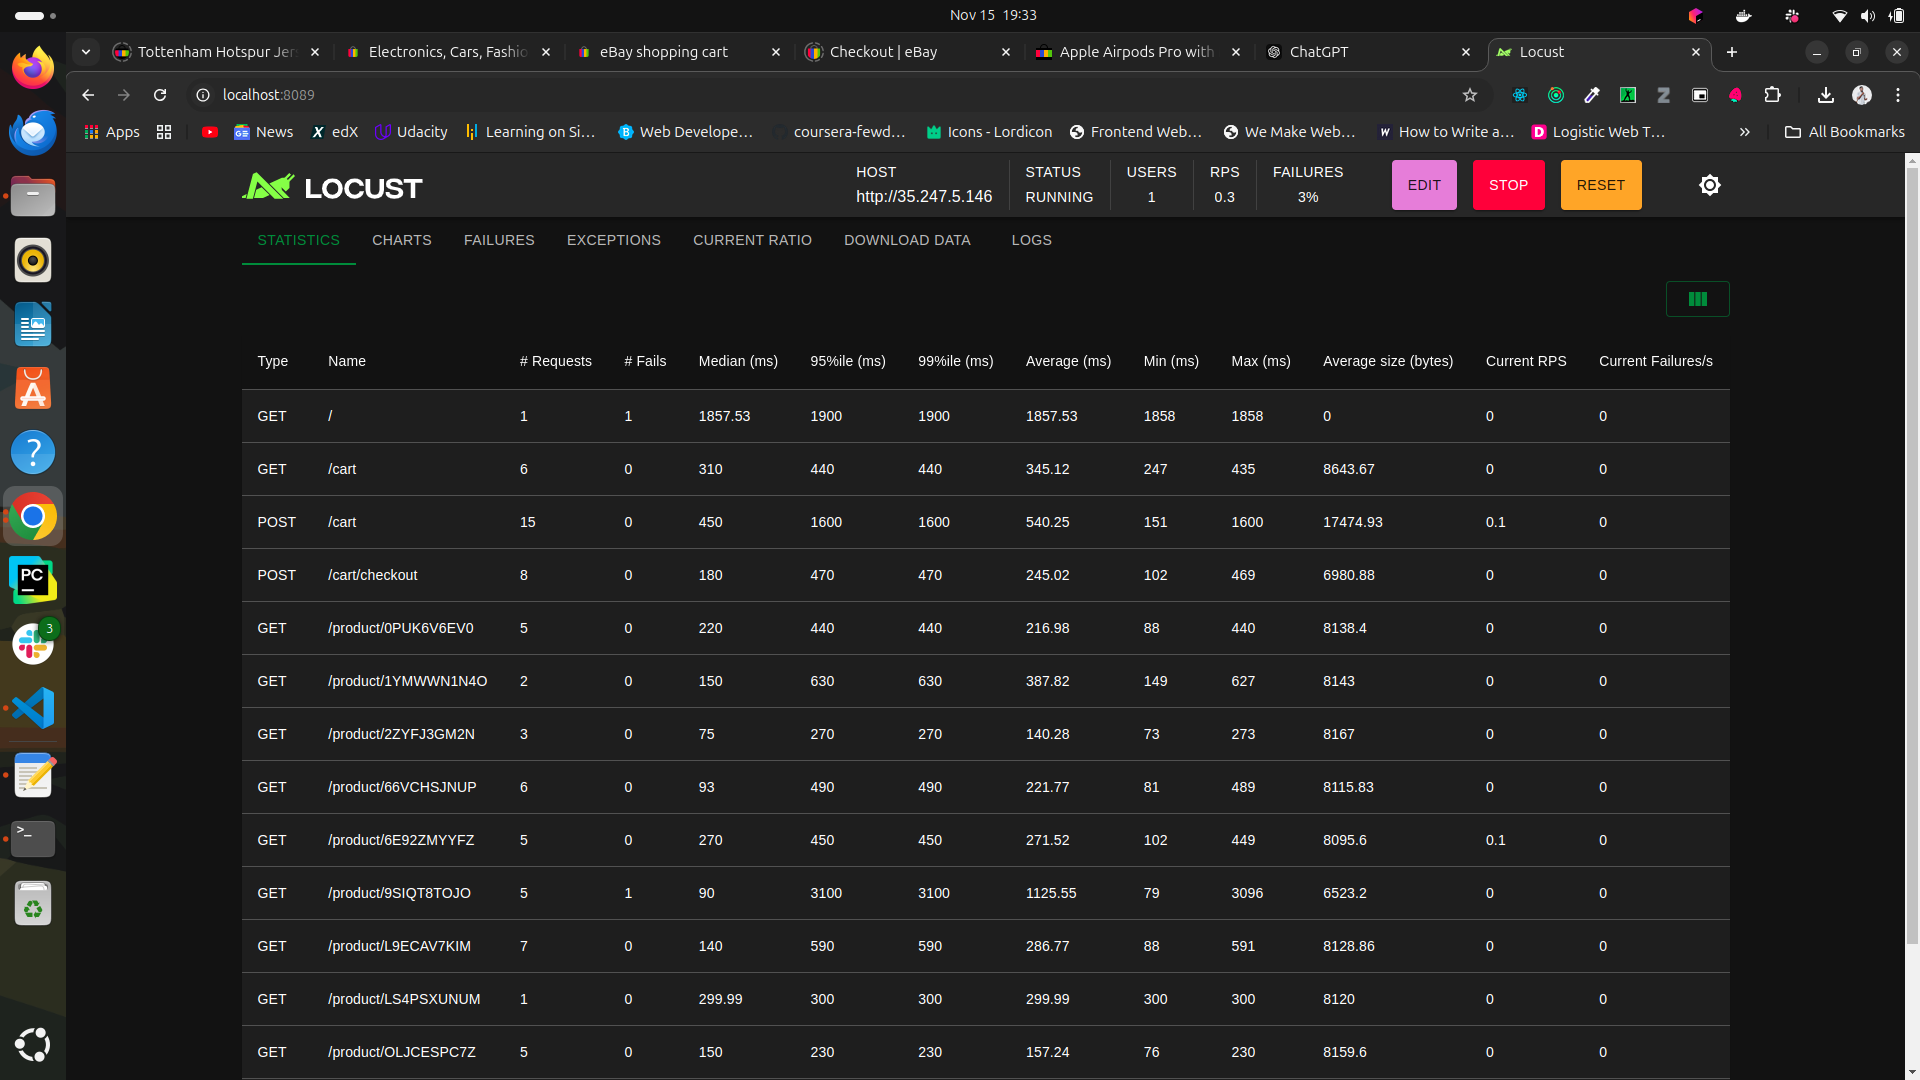 Nov 15 19:33
Tottenham Hotspur Jer
Electronics, Cars, Fashio
eBay shopping cart
Checkout | eBay
Apple Airpods Pro with
ChatGPT
Locust
localhost:8089
Apps
News
edX
Udacity
Learning on Si...
Web Develope...
coursera-fewd...
Icons - Lordicon
Frontend Web...
We Make Web...
How to Write a...
Logistic Web T...
All Bookmarks
LOCUST
HOST STATUS USERS RPS FAILURES
http://35.247.5.146 RUNNING 1 0.3 3%
EDIT STOP RESET
STATISTICS CHARTS FAILURES EXCEPTIONS CURRENT RATIO DOWNLOAD DATA LOGS
Type Name # Requests # Fails Median (ms) 95%ile (ms) 99%ile (ms) Average (ms) Min (ms) Max (ms) Average size (bytes) Current RPS Current Failures/s
GET / 1 1 1857.53 1900 1900 1857.53 1858 1858 0 0 0
GET /cart 6 0 310 440 440 345.12 247 435 8643.67 0 0
POST /cart 15 0 450 1600 1600 540.25 151 1600 17474.93 0.1 0
POST /cart/checkout 8 0 180 470 470 245.02 102 469 6980.88 0 0
GET /product/0PUK6V6EV0 5 0 220 440 440 216.98 88 440 8138.4 0 0
GET /product/1YMWWN1N4O 2 0 150 630 630 387.82 149 627 8143 0 0
GET /product/2ZYFJ3GM2N 3 0 75 270 270 140.28 73 273 8167 0 0
GET /product/66VCHSJNUP 6 0 93 490 490 221.77 81 489 8115.83 0 0
GET /product/6E92ZMYYFZ 5 0 270 450 450 271.52 102 449 8095.6 0.1 0
GET /product/9SIQT8TOJO 5 1 90 3100 3100 1125.55 79 3096 6523.2 0 0
GET /product/L9ECAV7KIM 7 0 140 590 590 286.77 88 591 8128.86 0 0
GET /product/LS4PSXUNUM 1 0 299.99 300 300 299.99 300 300 8120 0 0
GET /product/OLJCESPC7Z 5 0 150 230 230 157.24 76 230 8159.6 0 0
PC
3